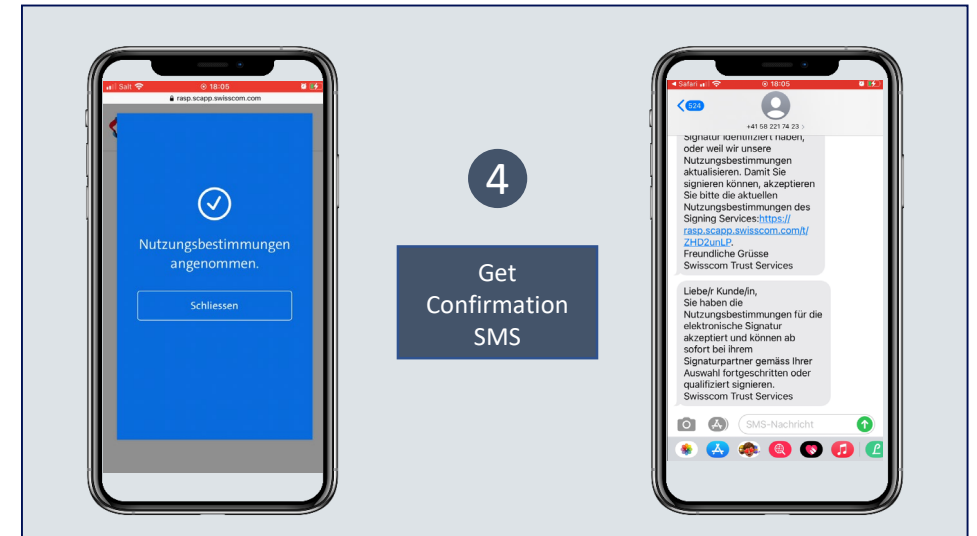 Salt
18:05
rasp.scapp.swisscom.com
Nutzungsbestimmungen
angenommen.
Schliessen
4
Get
Confirmation
SMS
Safari
18:05
524
+41 58 221 74 23
Signatur identifiziert haben,
oder weil wir unsere
Nutzungsbestimmungen
aktualisieren. Damit Sie
signieren können, akzeptieren
Sie bitte die aktuellen
Nutzungsbestimmungen des
Signing Services:https://
rasp.scapp.swisscom.com/t/
ZHD2unLP.
Freundliche Grüsse
Swisscom Trust Services
Liebe/r Kunde/in,
Sie haben die
Nutzungsbestimmungen für die
elektronische Signatur
akzeptiert und können ab
sofort bei ihrem
Signaturpartner gemäss Ihrer
Auswahl fortgeschritten oder
qualifiziert signieren.
Swisscom Trust Services
SMS-Nachricht